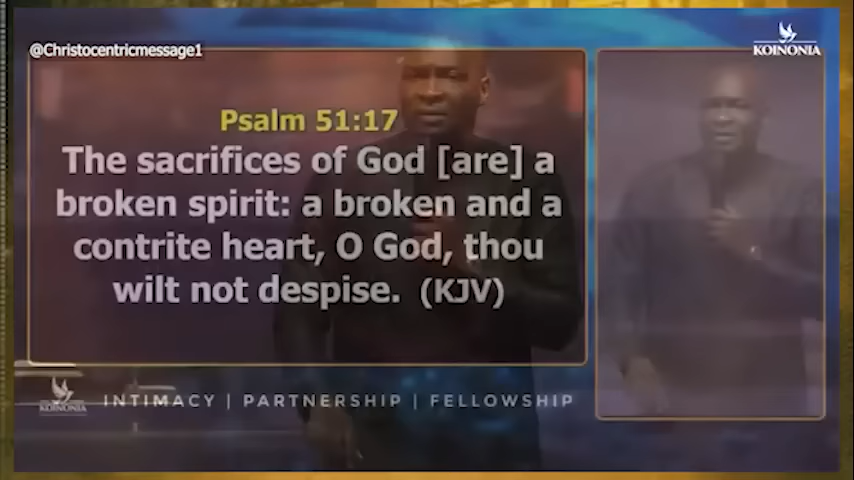 @Christocentricmessage1
KOINONIA
Psalm 51:17
The sacrifices of God [are] a
broken spirit: a broken and a
contrite heart, O God, thou
wilt not despise. (KJV)
KOINONIA
INTIMACY | PARTNERSHIP | FELLOWSHIP